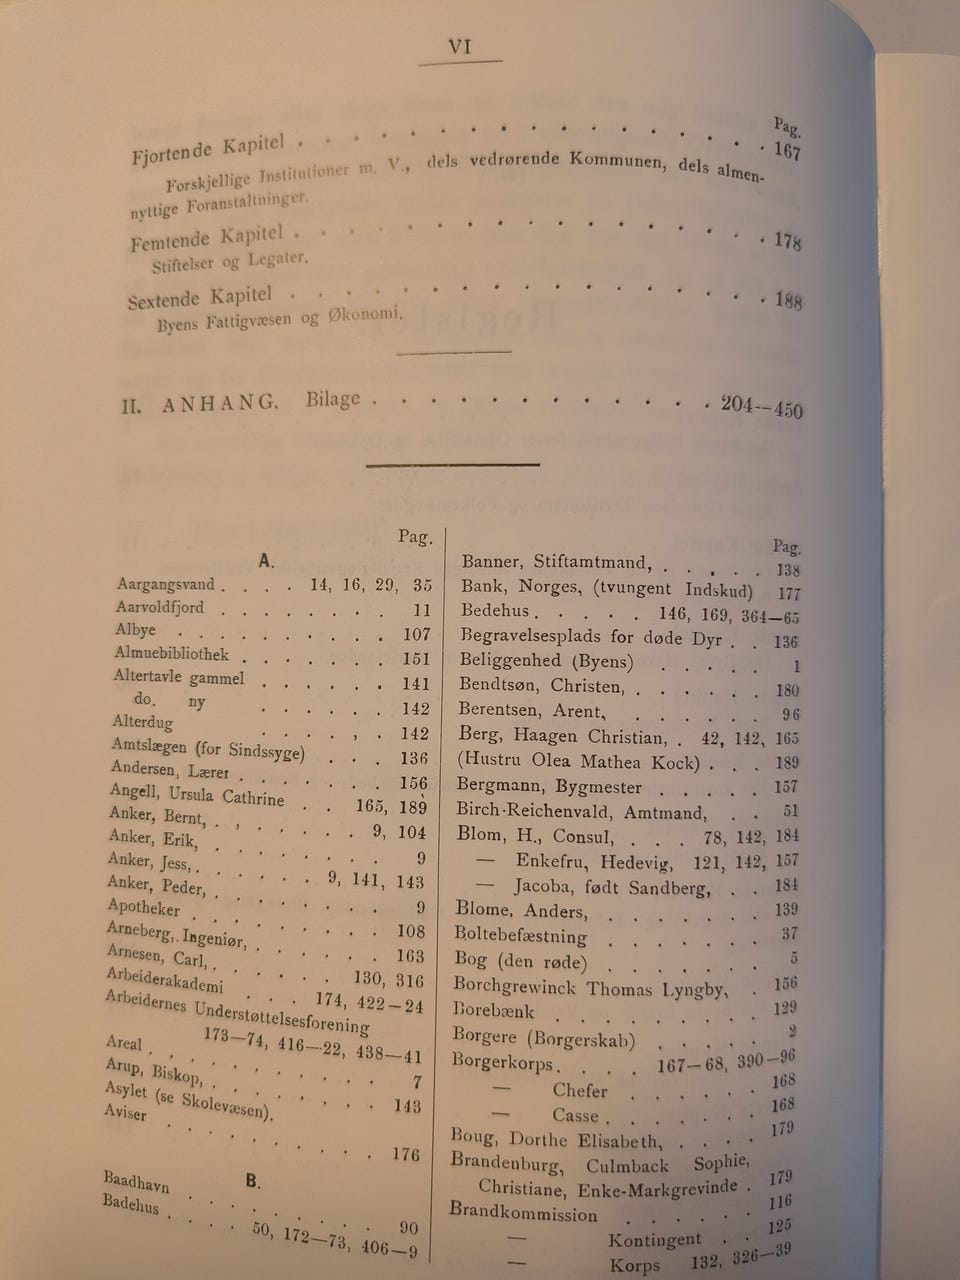 VI
Pag.
Fjortende Kapitel . . . . . . . . . . . . . . . . 167
Forskjellige Institutioner m. V., dels vedrørende Kommunen, dels almen-
nyttige Foranstaltninger.
Femtende Kapitel . . . . . . . . . . . . . . . . 178
Stiftelser og Legater.
Sextende Kapitel . . . . . . . . . . . . . . . . 188
Byens Fattigvæsen og Økonomi.
II. ANHANG. Bilage . . . . . . . . . . . . 204—450
Pag.
A.
Aargangsvand . . . . 14, 16, 29, 35
Aarvoldfjord . . . . . . . . 11
Albye . . . . . . . . . . 107
Almuebibliothek . . . . . . . 151
Altertavle gammel . . . . . . 141
do. ny . . . . . . 142
Alterdug . . . . . . 142
Amtslægen (for Sindssyge) . . . 136
Andersen, Lærer . . . . . . . 156
Angell, Ursula Cathrine . . 165, 189
Anker, Bernt, . . . . . . . 9, 104
Anker, Erik, . . . . . . . . 9
Anker, Jess, . . . . . . 9, 141, 143
Anker, Peder, . . . . . . . . 9
Apotheker . . . . . . . . 108
Arneberg, Ingeniør, . . . . . . 163
Arnesen, Carl, . . . . . 130, 316
Arbeiderakademi . . . 174, 422—24
Arbeidernes Understøttelsesforening
173—74, 416—22, 438—41
Areal . . . . . . . . . 7
Arup, Biskop, . . . . . . . 143
Asylet (se Skolevæsen),
Aviser . . . . . . . . . 176
B.
Baadhavn . . . . . . . . 90
Badehus . . . . 50, 172—73, 406—9
Pag.
Banner, Stiftamtmand, . . . . . 138
Bank, Norges, (tvungent Indskud) 177
Bedehus . . . . . 146, 169, 364—65
Begravelsesplads for døde Dyr . . 136
Beliggenhed (Byens) . . . . . 1
Bendtsøn, Christen, . . . . . . 180
Berentsen, Arent, . . . . . . 96
Berg, Haagen Christian, . 42, 142, 165
(Hustru Olea Mathea Kock) . . . 189
Bergmann, Bygmester . . . . . 157
Birch-Reichenvald, Amtmand, . . 51
Blom, H., Consul, . . . 78, 142, 184
— Enkefru, Hedevig, 121, 142, 157
— Jacoba, født Sandberg, . . 184
Blome, Anders, . . . . . . . 139
Boltebefæstning . . . . . . . 37
Bog (den røde) . . . . . . . 5
Borchgrewinck Thomas Lyngby, . 156
Borebænk . . . . . . . . 129
Borgere (Borgerskab) . . . . . 2
Borgerkorps . . . . 167—68, 390—96
— Chefer . . . . . . 168
— Casse . . . . . . . 168
Boug, Dorthe Elisabeth, . . . . 179
Brandenburg, Culmback Sophie,
Christiane, Enke-Markgrevinde . 179
Brandkommission . . . . . . 116
— Kontingent . . 125
— Korps 132, 326—39